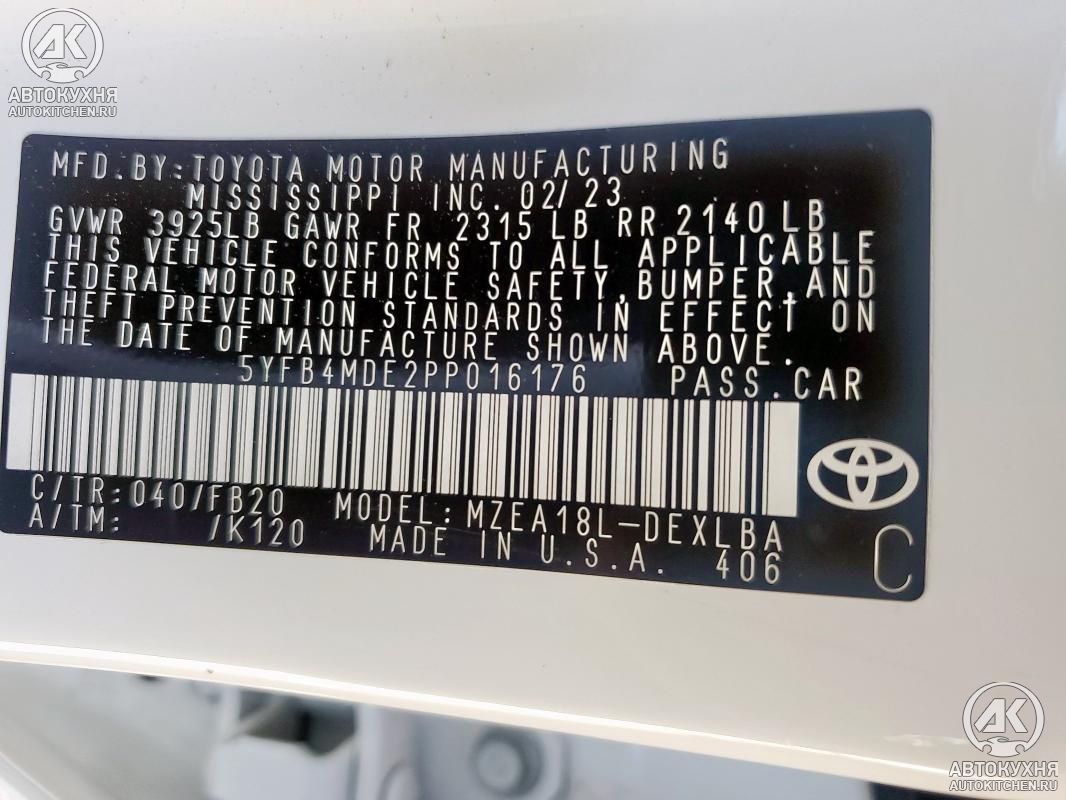 AK
АВТОКУХНЯ
AUTOKITCHEN.RU
MFD.BY:TOYOTA MOTOR MANUFACTURING
MISSISSIPPI INC. 02/23
GVWR 3925LB GAWR FR 2315 LB RR 2140 LB
THIS VEHICLE CONFORMS TO ALL APPLICABLE
FEDERAL MOTOR VEHICLE SAFETY,BUMPER,AND
THEFT PREVENTION STANDARDS IN EFFECT ON
THE DATE OF MANUFACTURE SHOWN ABOVE.
5YFB4MDE2PP016176 PASS.CAR
C/TR:040/FB20 MODEL:MZEA18L-DEXLBA
A/TM: /K120 MADE IN U.S.A. 406 C
AK
АВТОКУХНЯ
AUTOKITCHEN.RU